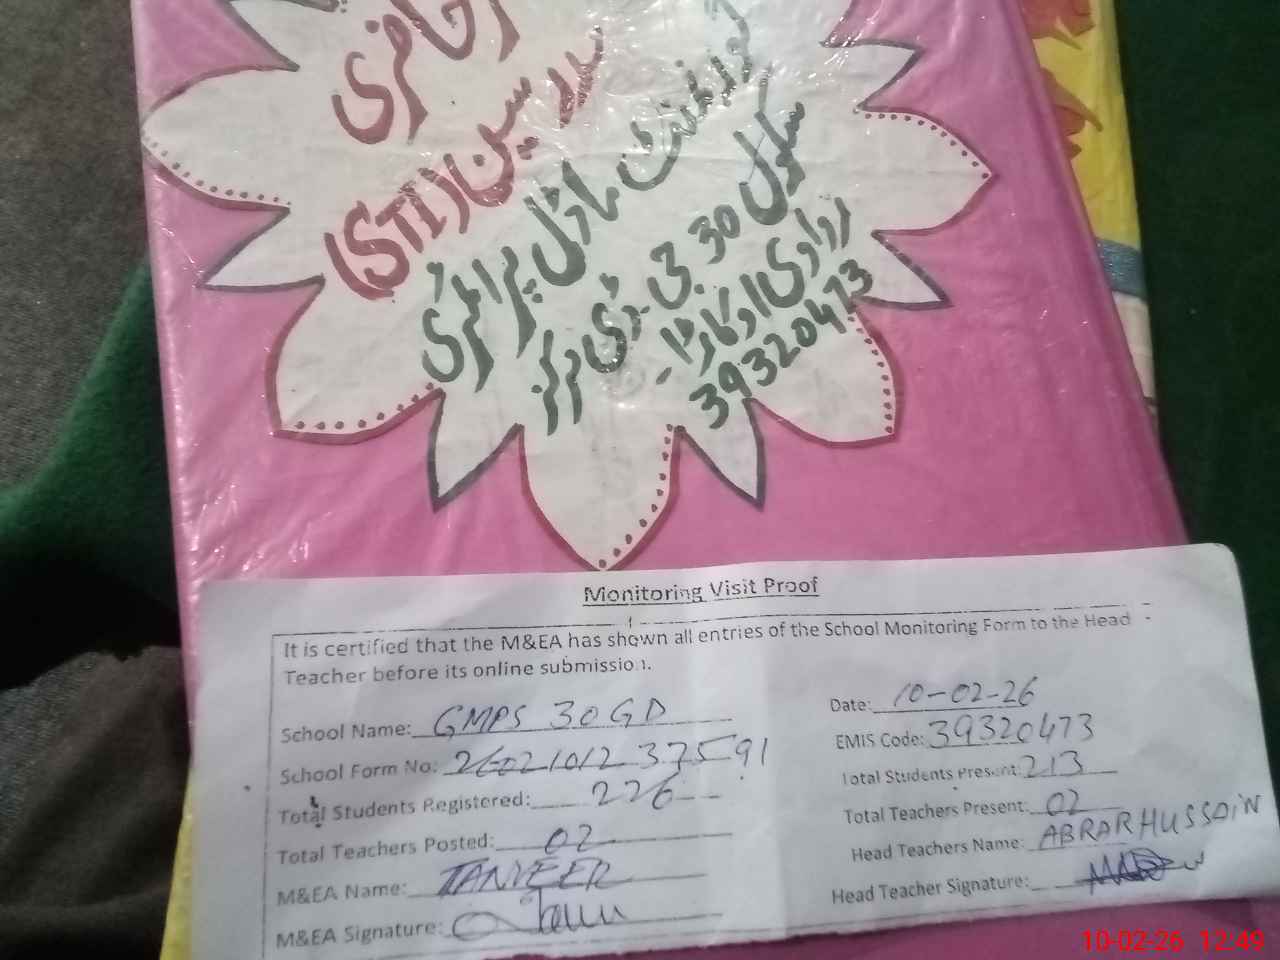 حاضری
مدرسین (STI)
گورنمنٹ ماڈل پرائمری
سکول 30 جی ڈی
اوکاڑہ
39320473
Monitoring Visit Proof
It is certified that the M&EA has shown all entries of the School Monitoring Form to the Head
Teacher before its online submission.
School Name: GMPS 30GD
Date: 10-02-26
School Form No: 26021012 37591
EMIS Code: 39320473
Total Students Registered: 226
Total Students Present: 213
Total Teachers Posted: 02
Total Teachers Present: 02
M&EA Name: TANVEER
Head Teachers Name: ABRAR HUSSAIN
M&EA Signature:
Head Teacher Signature:
10-02-26 12:49